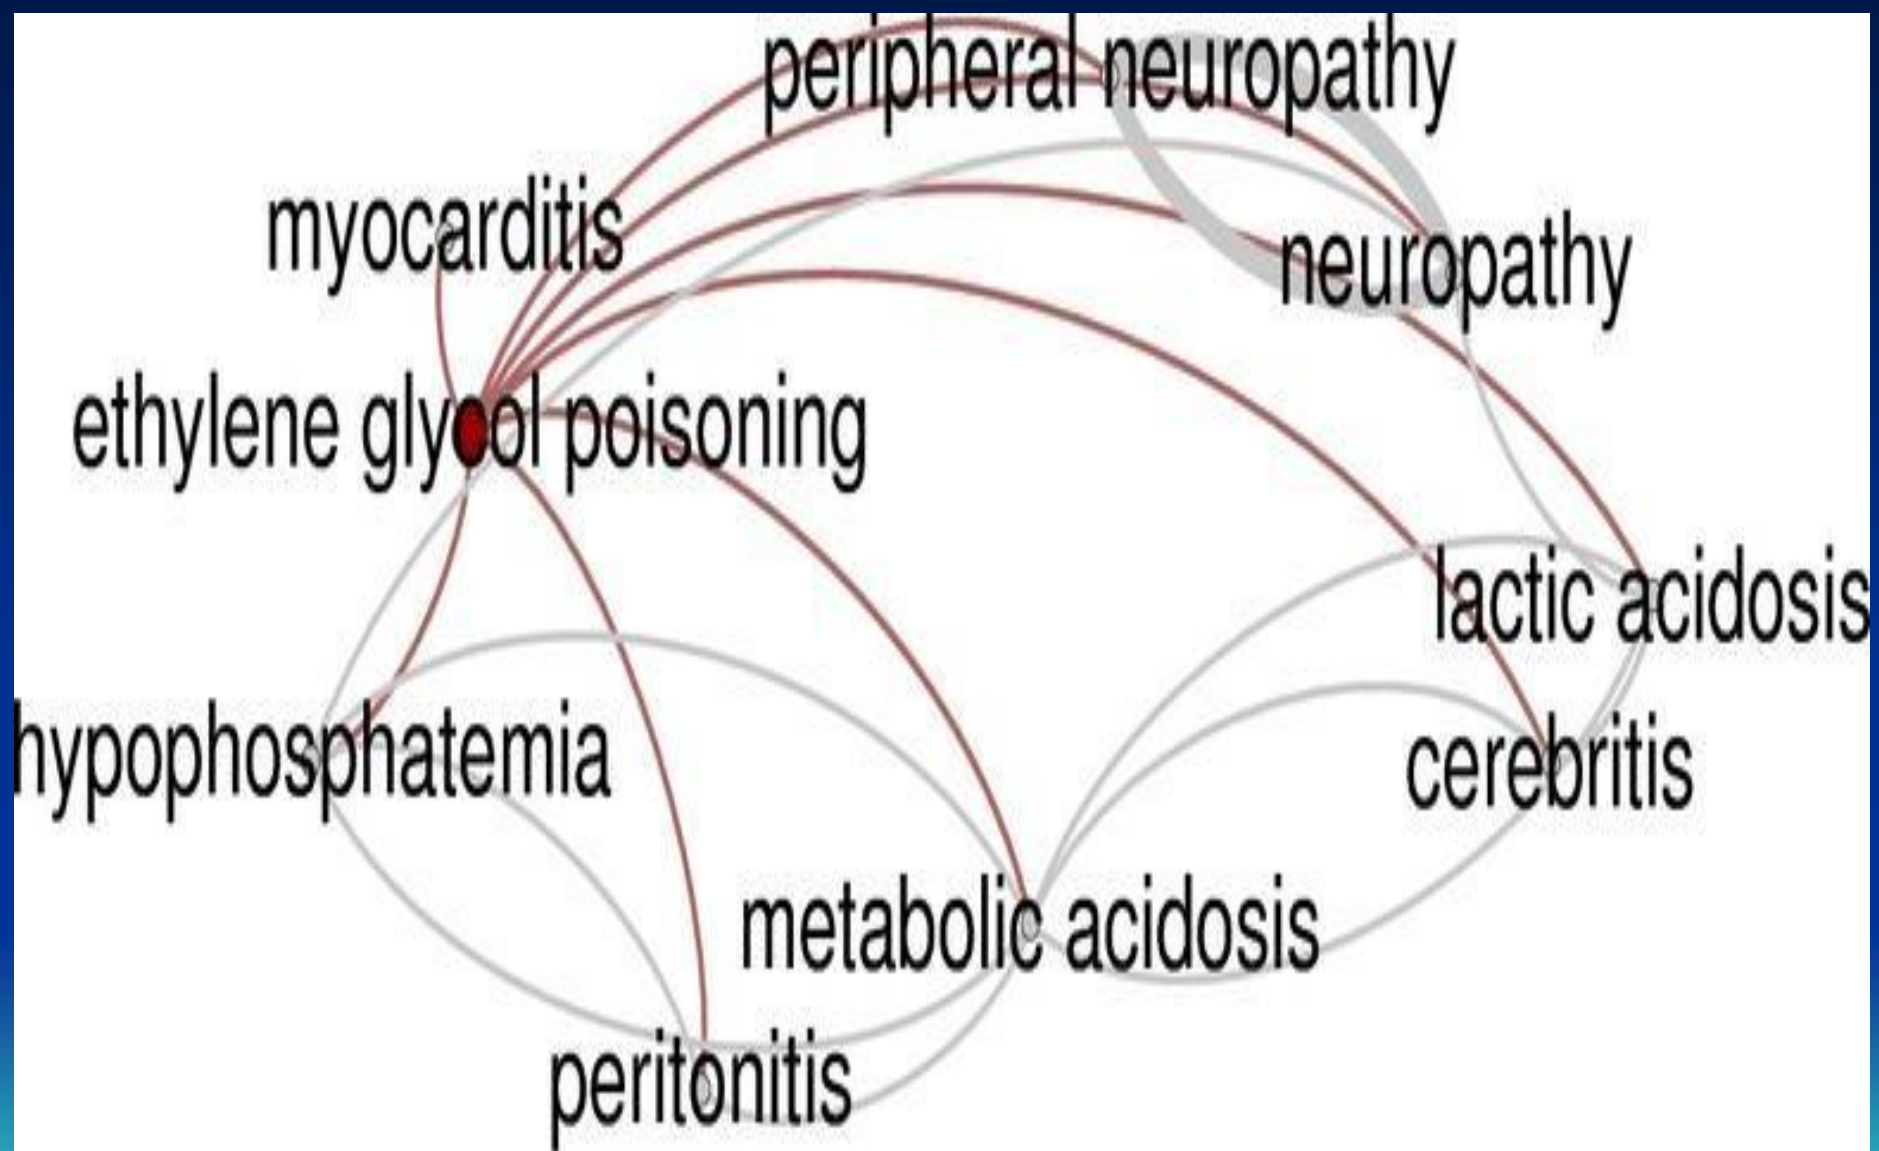 peripheral neuropathy
myocarditis
neuropathy
ethylene glycol poisoning
lactic acidosis
hypophosphatemia
cerebritis
metabolic acidosis
peritonitis